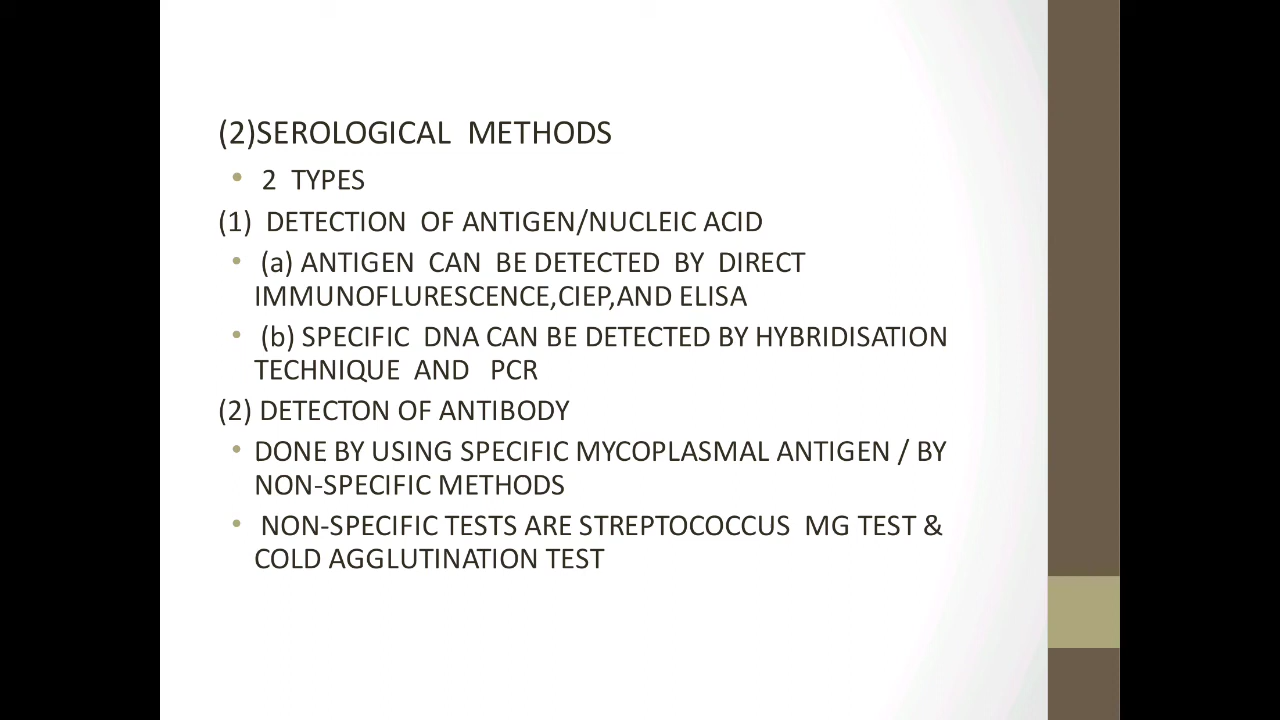 (2)SEROLOGICAL METHODS
• 2 TYPES
(1) DETECTION OF ANTIGEN/NUCLEIC ACID
• (a) ANTIGEN CAN BE DETECTED BY DIRECT
IMMUNOFLURESCENCE,CIEP,AND ELISA
• (b) SPECIFIC DNA CAN BE DETECTED BY HYBRIDISATION
TECHNIQUE AND PCR
(2) DETECTON OF ANTIBODY
• DONE BY USING SPECIFIC MYCOPLASMAL ANTIGEN / BY
NON-SPECIFIC METHODS
• NON-SPECIFIC TESTS ARE STREPTOCOCCUS MG TEST &
COLD AGGLUTINATION TEST